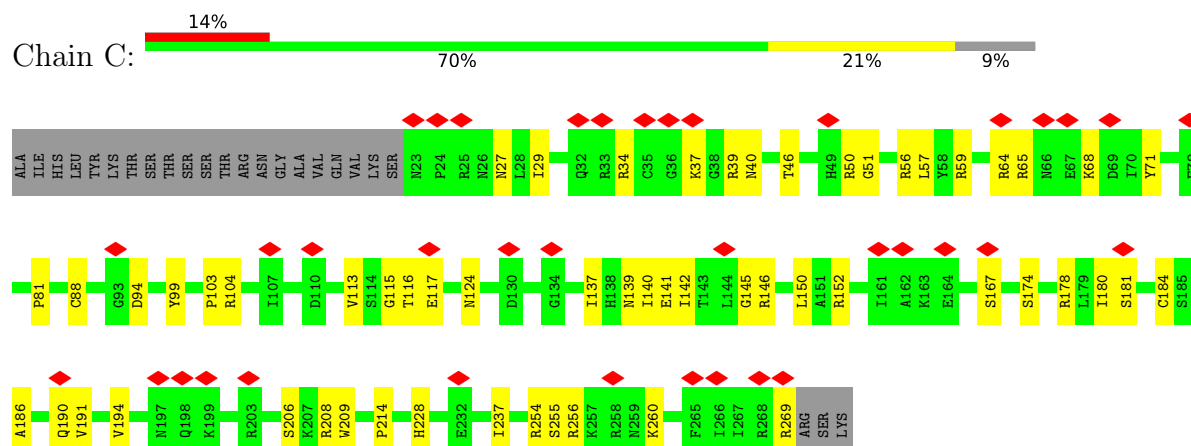 14%
Chain C:
70% 21% 9%
ALA ILE HIS LEU TYR LYS THR SER THR SER SER THR ARG ASN GLY ALA VAL GLN VAL LYS SER N23 P24 R25 N26 N27 L28 I29 Q32 R33 R34 C35 G36 K37 G38 R39 N40 T46 H49 R50 G51 R56 L57 Y58 R59 R64 R65 N66 E67 K68 D69 I70 Y71
P81 C88 G93 D94 Y99 P103 R104 I107 D110 V113 S114 G115 T116 E117 N124 D130 G134 I137 H138 N139 I140 E141 I142 T143 L144 G145 R146 L150 A151 R152 I161 A162 K163 E164 S167 S174 R178 L179 I180 S181 C184 S185
A186 Q190 V191 V194 N197 Q198 K199 R203 S206 K207 R208 W209 P214 H228 E232 I237 R254 S255 R256 K257 R258 N259 K260 F265 I266 I267 R268 R269 ARG SER LYS